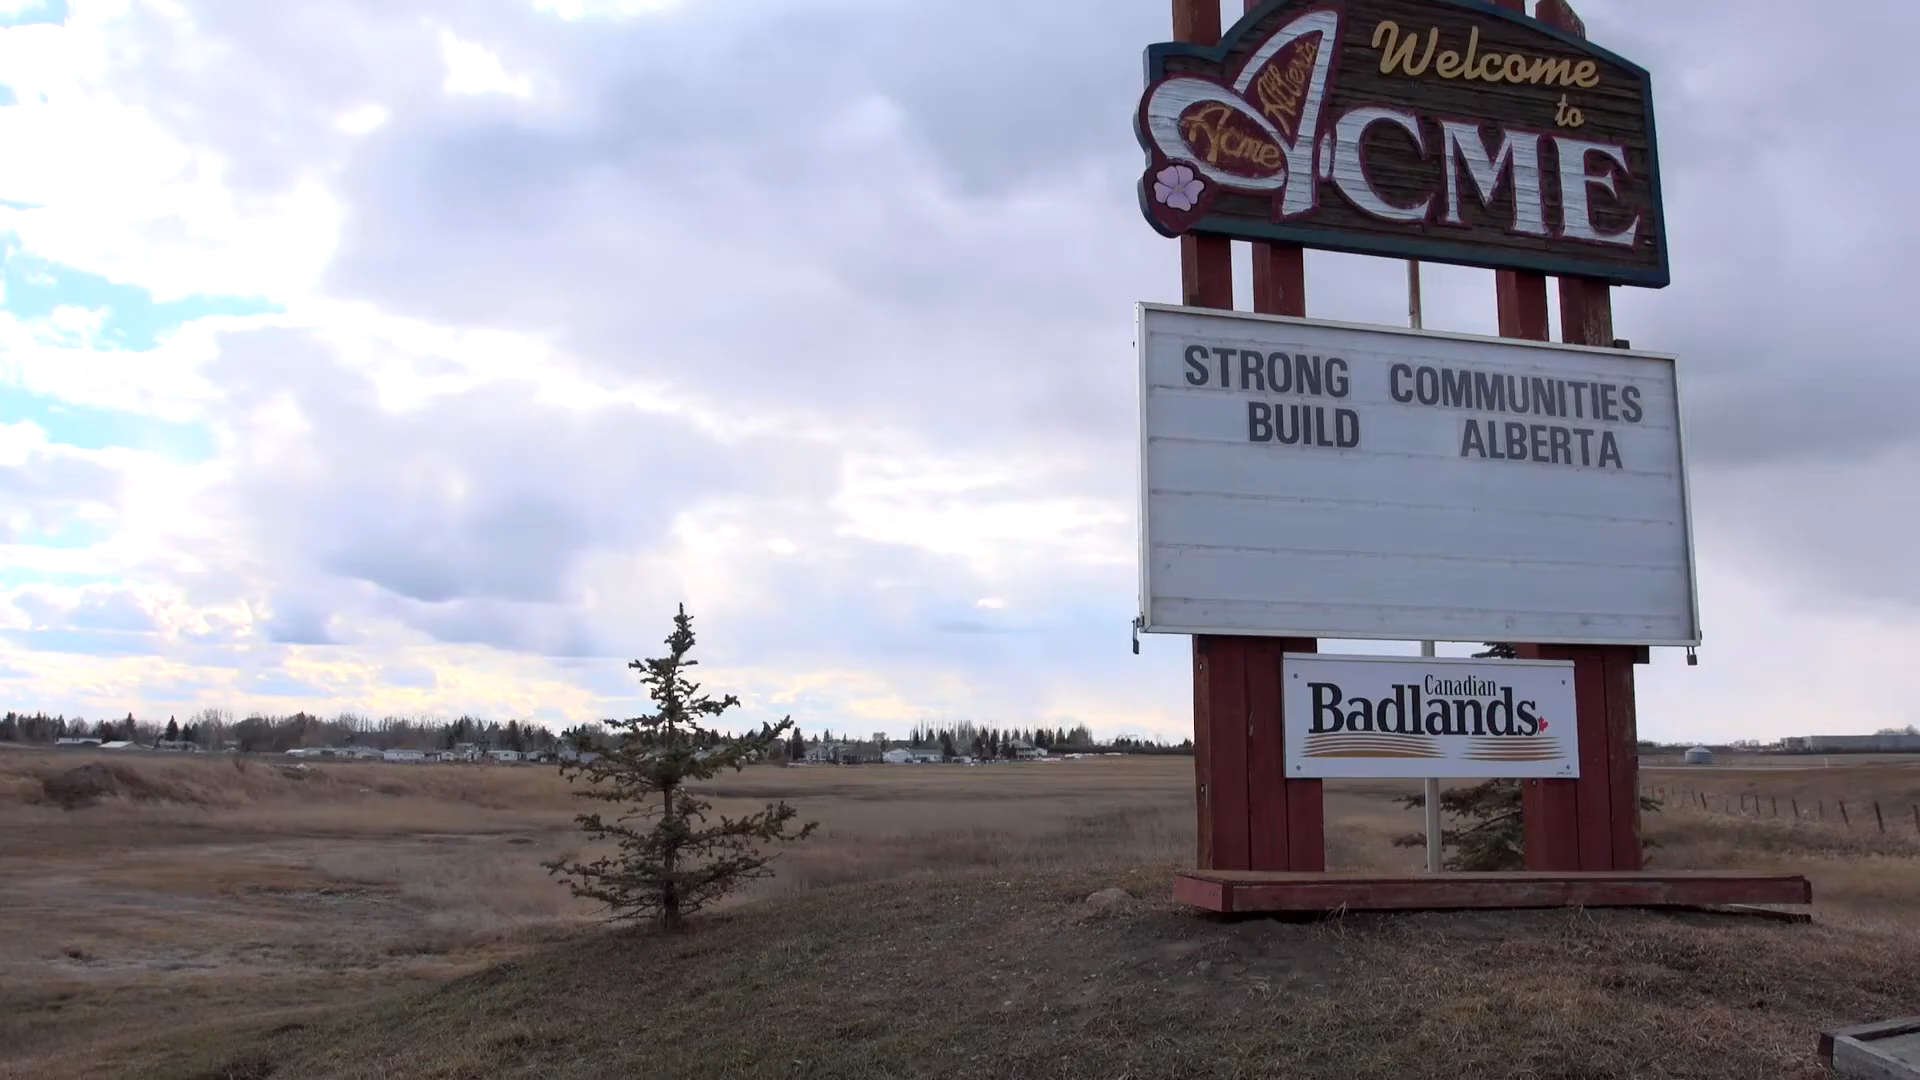 Welcome
to
ACME
Acme
Alberta
STRONG COMMUNITIES
BUILD ALBERTA
Canadian
Badlands